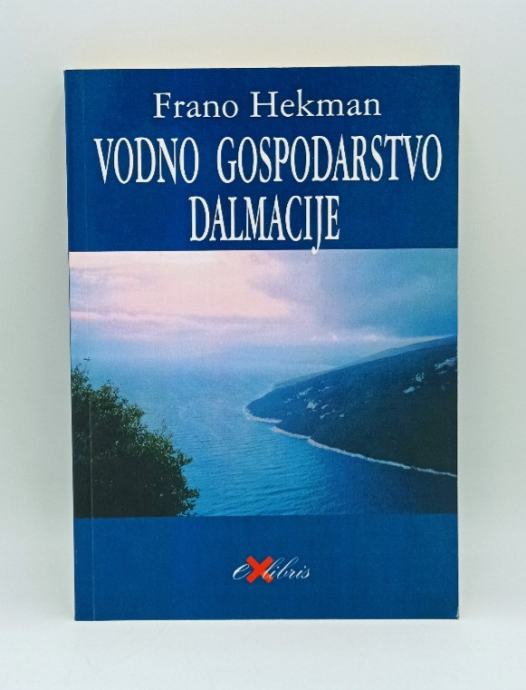 Frano Hekman
VODNO GOSPODARSTVO
DALMACIJE
exlibris